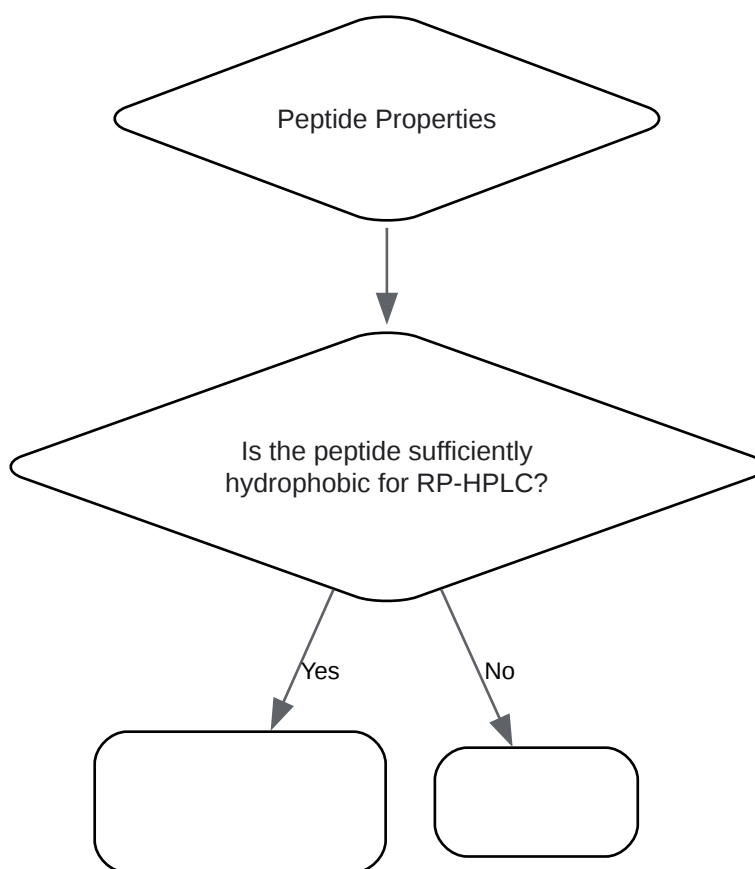 Peptide Properties
Is the peptide sufficiently
hydrophobic for RP-HPLC?
Yes
No